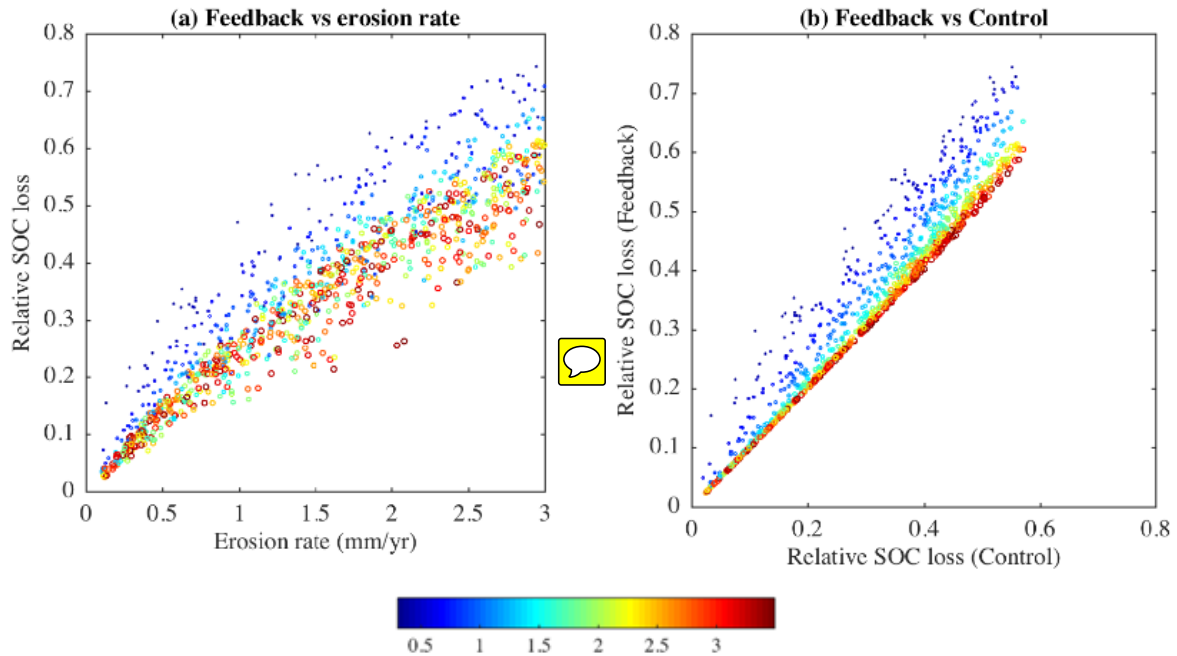 (a) Feedback vs erosion rate
0.8
0.7
0.6
0.5
0.4
0.3
0.2
0.1
0
Relative SOC loss
0 0.5 1 1.5 2 2.5 3
Erosion rate (mm/yr)
(b) Feedback vs Control
0.8
0.7
0.6
0.5
0.4
0.3
0.2
0.1
0
Relative SOC loss (Feedback)
0.2 0.4 0.6 0.8
Relative SOC loss (Control)
0.5 1 1.5 2 2.5 3